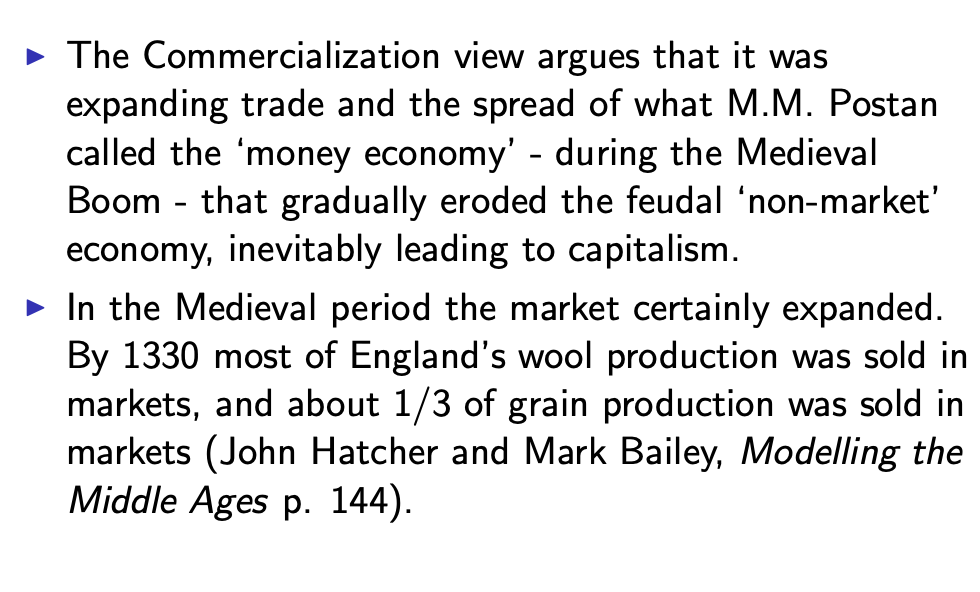 ▶ The Commercialization view argues that it was
expanding trade and the spread of what M.M. Postan
called the ‘money economy’ - during the Medieval
Boom - that gradually eroded the feudal ‘non-market’
economy, inevitably leading to capitalism.
▶ In the Medieval period the market certainly expanded.
By 1330 most of England’s wool production was sold in
markets, and about 1/3 of grain production was sold in
markets (John Hatcher and Mark Bailey, Modelling the
Middle Ages p. 144).